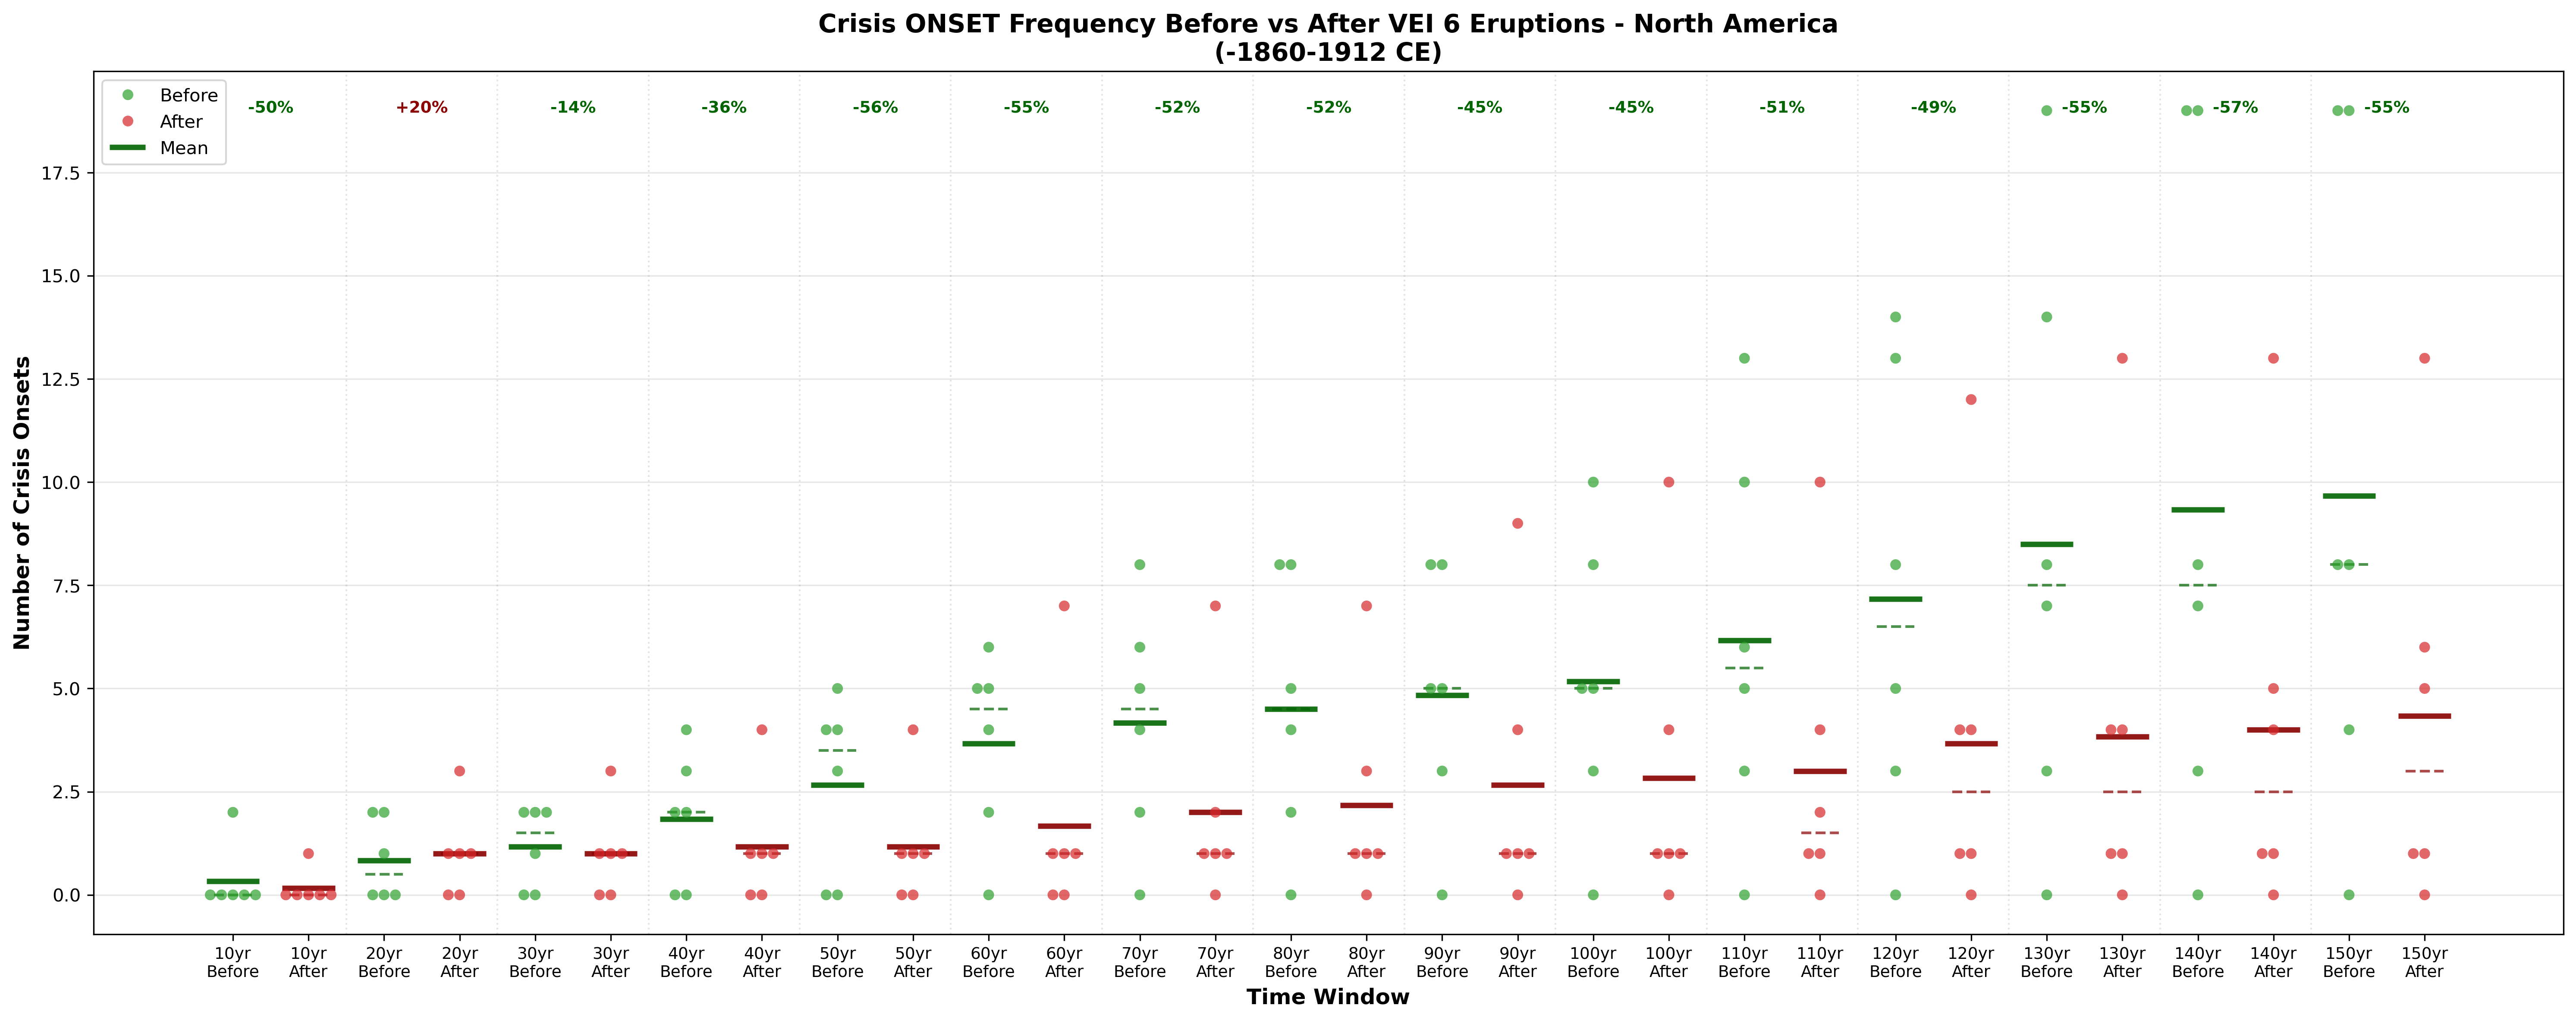 Crisis ONSET Frequency Before vs After VEI 6 Eruptions - North America
(-1860-1912 CE)
Before
After
Mean
-50%
+20%
-14%
-36%
-56%
-55%
-52%
-52%
-45%
-45%
-51%
-49%
-55%
-57%
-55%
Number of Crisis Onsets
17.5
15.0
12.5
10.0
7.5
5.0
2.5
0.0
10yr
Before
10yr
After
20yr
Before
20yr
After
30yr
Before
30yr
After
40yr
Before
40yr
After
50yr
Before
50yr
After
60yr
Before
60yr
After
70yr
Before
70yr
After
80yr
Before
80yr
After
90yr
Before
90yr
After
100yr
Before
100yr
After
110yr
Before
110yr
After
120yr
Before
120yr
After
130yr
Before
130yr
After
140yr
Before
140yr
After
150yr
Before
150yr
After
Time Window